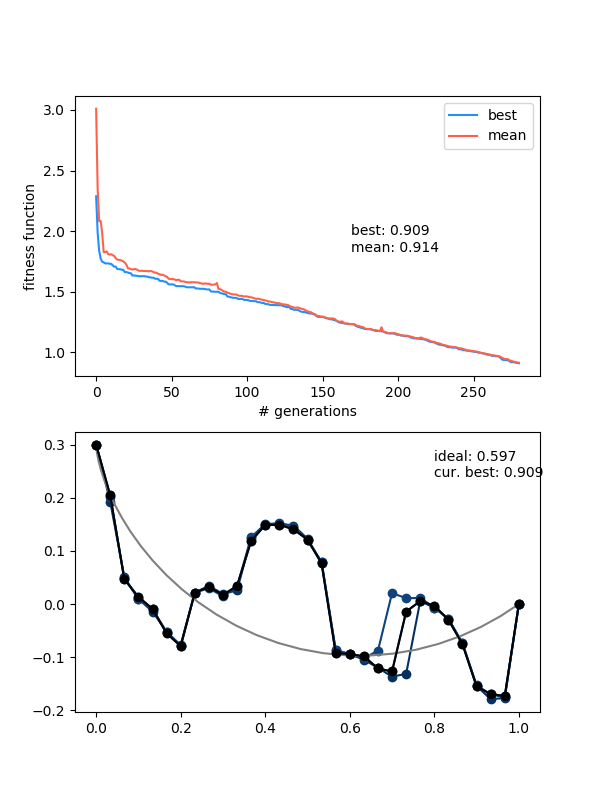 3.0
2.5
2.0
1.5
1.0
fitness function
best
mean
best: 0.909
mean: 0.914
0
50
100
150
200
250
# generations
0.3
0.2
0.1
0.0
−0.1
−0.2
ideal: 0.597
cur. best: 0.909
0.0
0.2
0.4
0.6
0.8
1.0